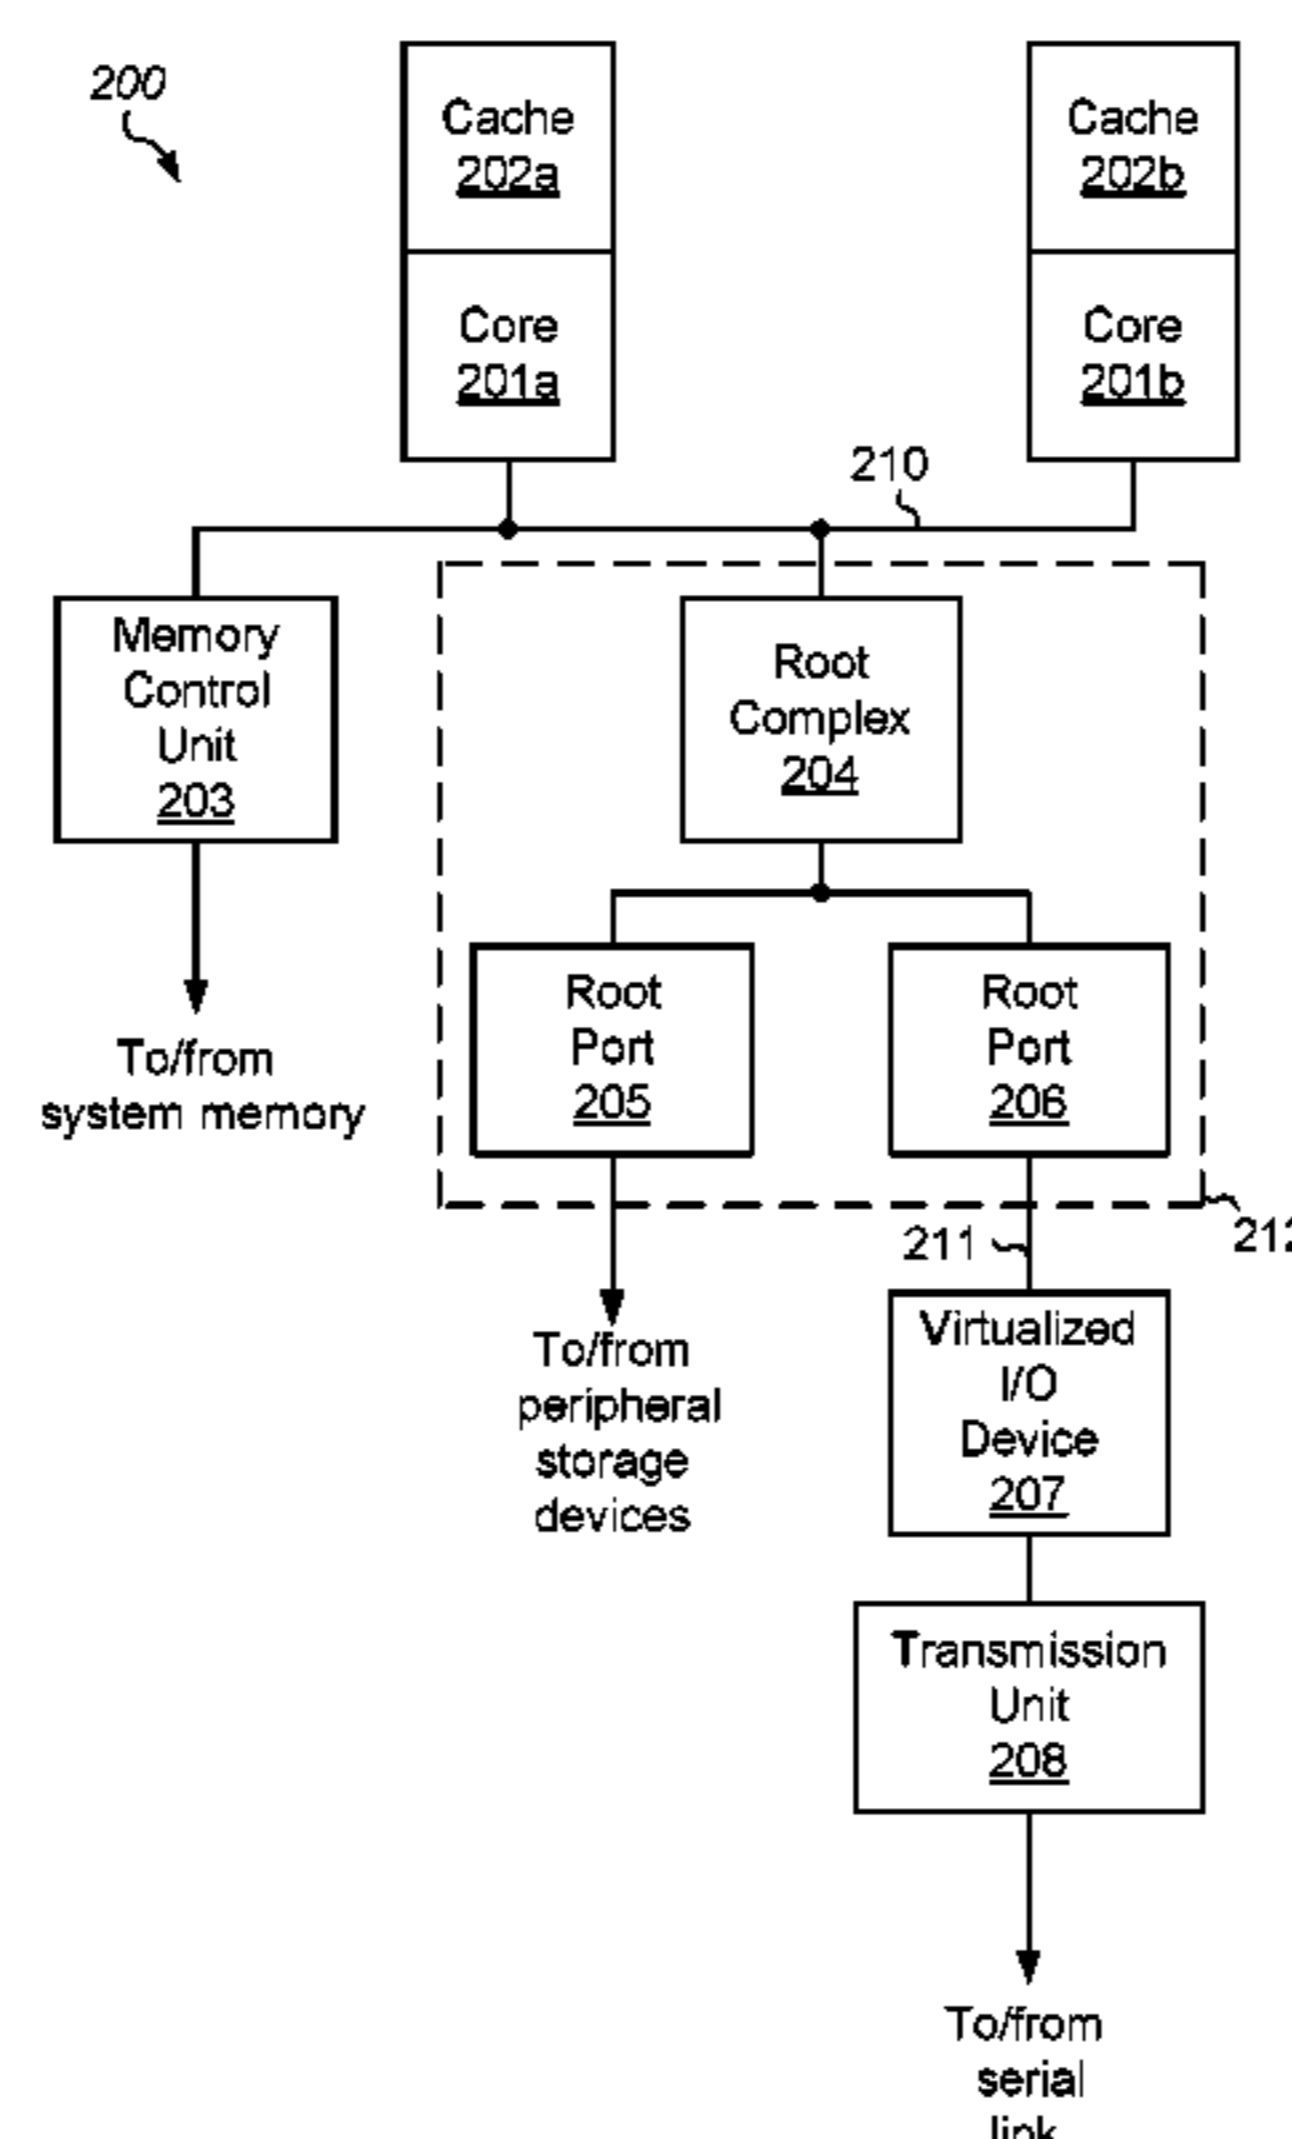 200
Cache
202a
Cache
202b
Core
201a
Core
201b
210
Memory
Control
Unit
203
Root
Complex
204
To/from
system memory
Root
Port
205
Root
Port
206
211
To/from
peripheral
storage
devices
Virtualized
I/O
Device
207
Transmission
Unit
208
To/from
serial
link